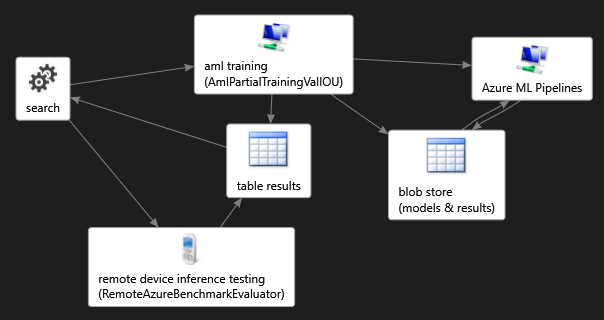 aml training
(AmlPartialTrainingValIOU)
Azure ML Pipelines
search
table results
blob store
(models & results)
remote device inference testing
(RemoteAzureBenchmarkEvaluator)